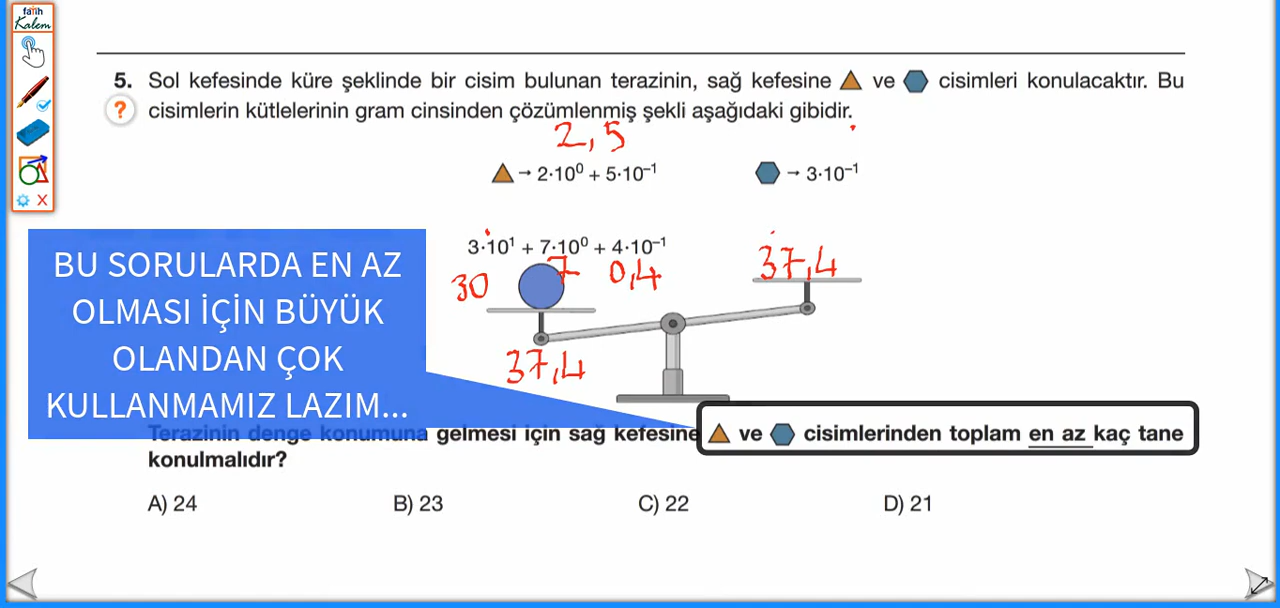 fatih
Kalem
5. Sol kefesinde küre şeklinde bir cisim bulunan terazinin, sağ kefesine ve cisimleri konulacaktır. Bu
? cisimlerin kütlelerinin gram cinsinden çözümlenmiş şekli aşağıdaki gibidir.
2,5
→ 2·10⁰ + 5·10⁻¹
→ 3·10⁻¹
3·10¹ + 7·10⁰ + 4·10⁻¹
30 7 0,4
37,4
37,4
BU SORULARDA EN AZ
OLMASI İÇİN BÜYÜK
OLANDAN ÇOK
KULLANMAMIZ LAZIM...
Terazinin denge konumuna gelmesi için sağ kefesine ve cisimlerinden toplam en az kaç tane
konulmalıdır?
A) 24 B) 23 C) 22 D) 21